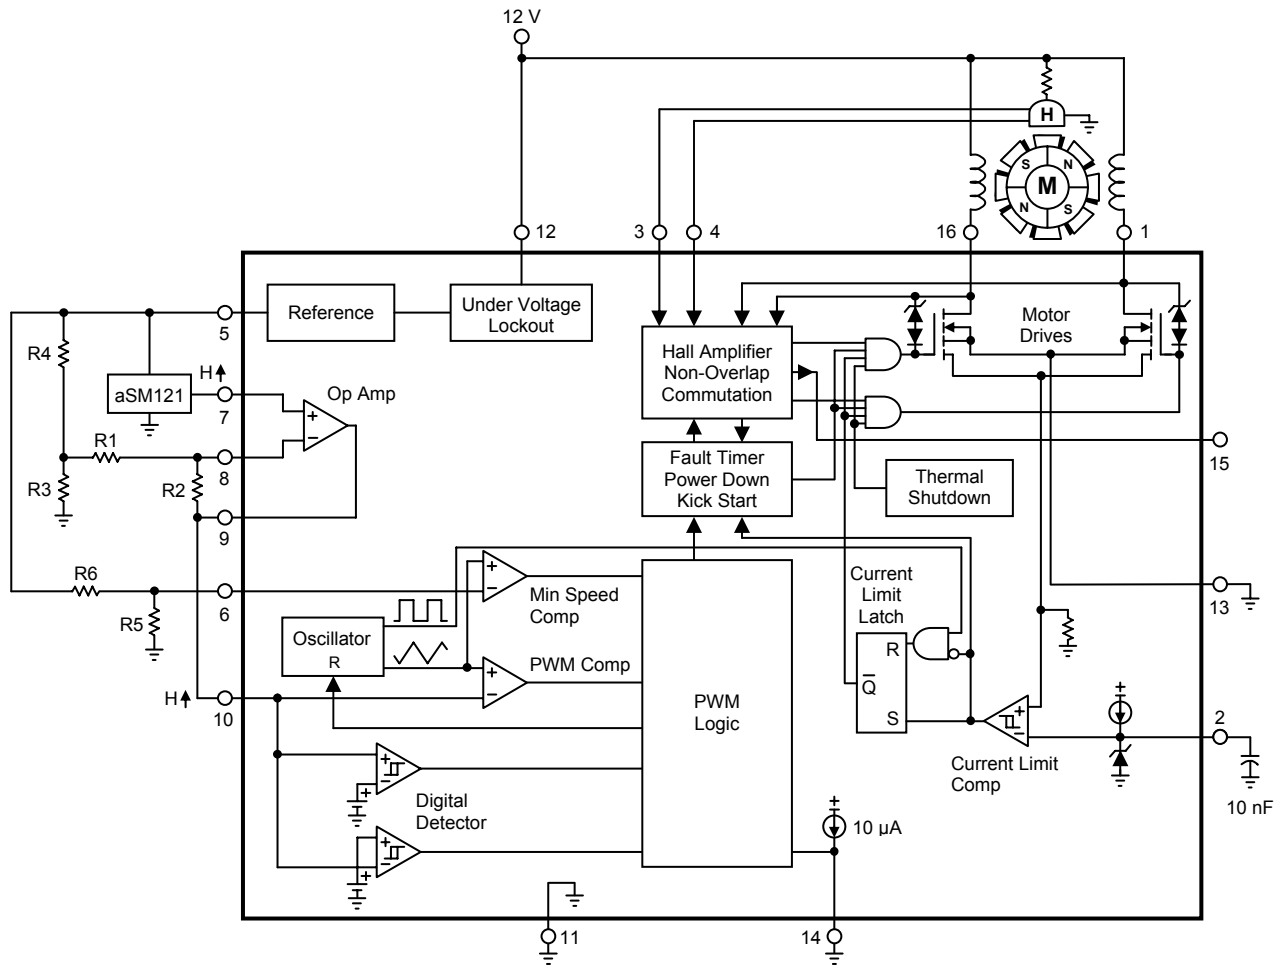 12 V
H
S
N
M
N
S
3
4
12
16
1
5
Reference
Under Voltage
Lockout
R4
H
aSM121
7
Op Amp
+
−
Hall Amplifier
Non-Overlap
Commutation
Motor
Drives
R1
8
R3
R2
9
Fault Timer
Power Down
Kick Start
Thermal
Shutdown
15
R6
6
R5
+
−
Min Speed
Comp
Current
Limit
Latch
13
Oscillator
R
+
−
PWM Comp
R
Q
S
H
10
PWM
Logic
+
+
−
2
Current Limit
Comp
10 nF
+
−
+
Digital
Detector
+
10 µA
+
−
+
11
14